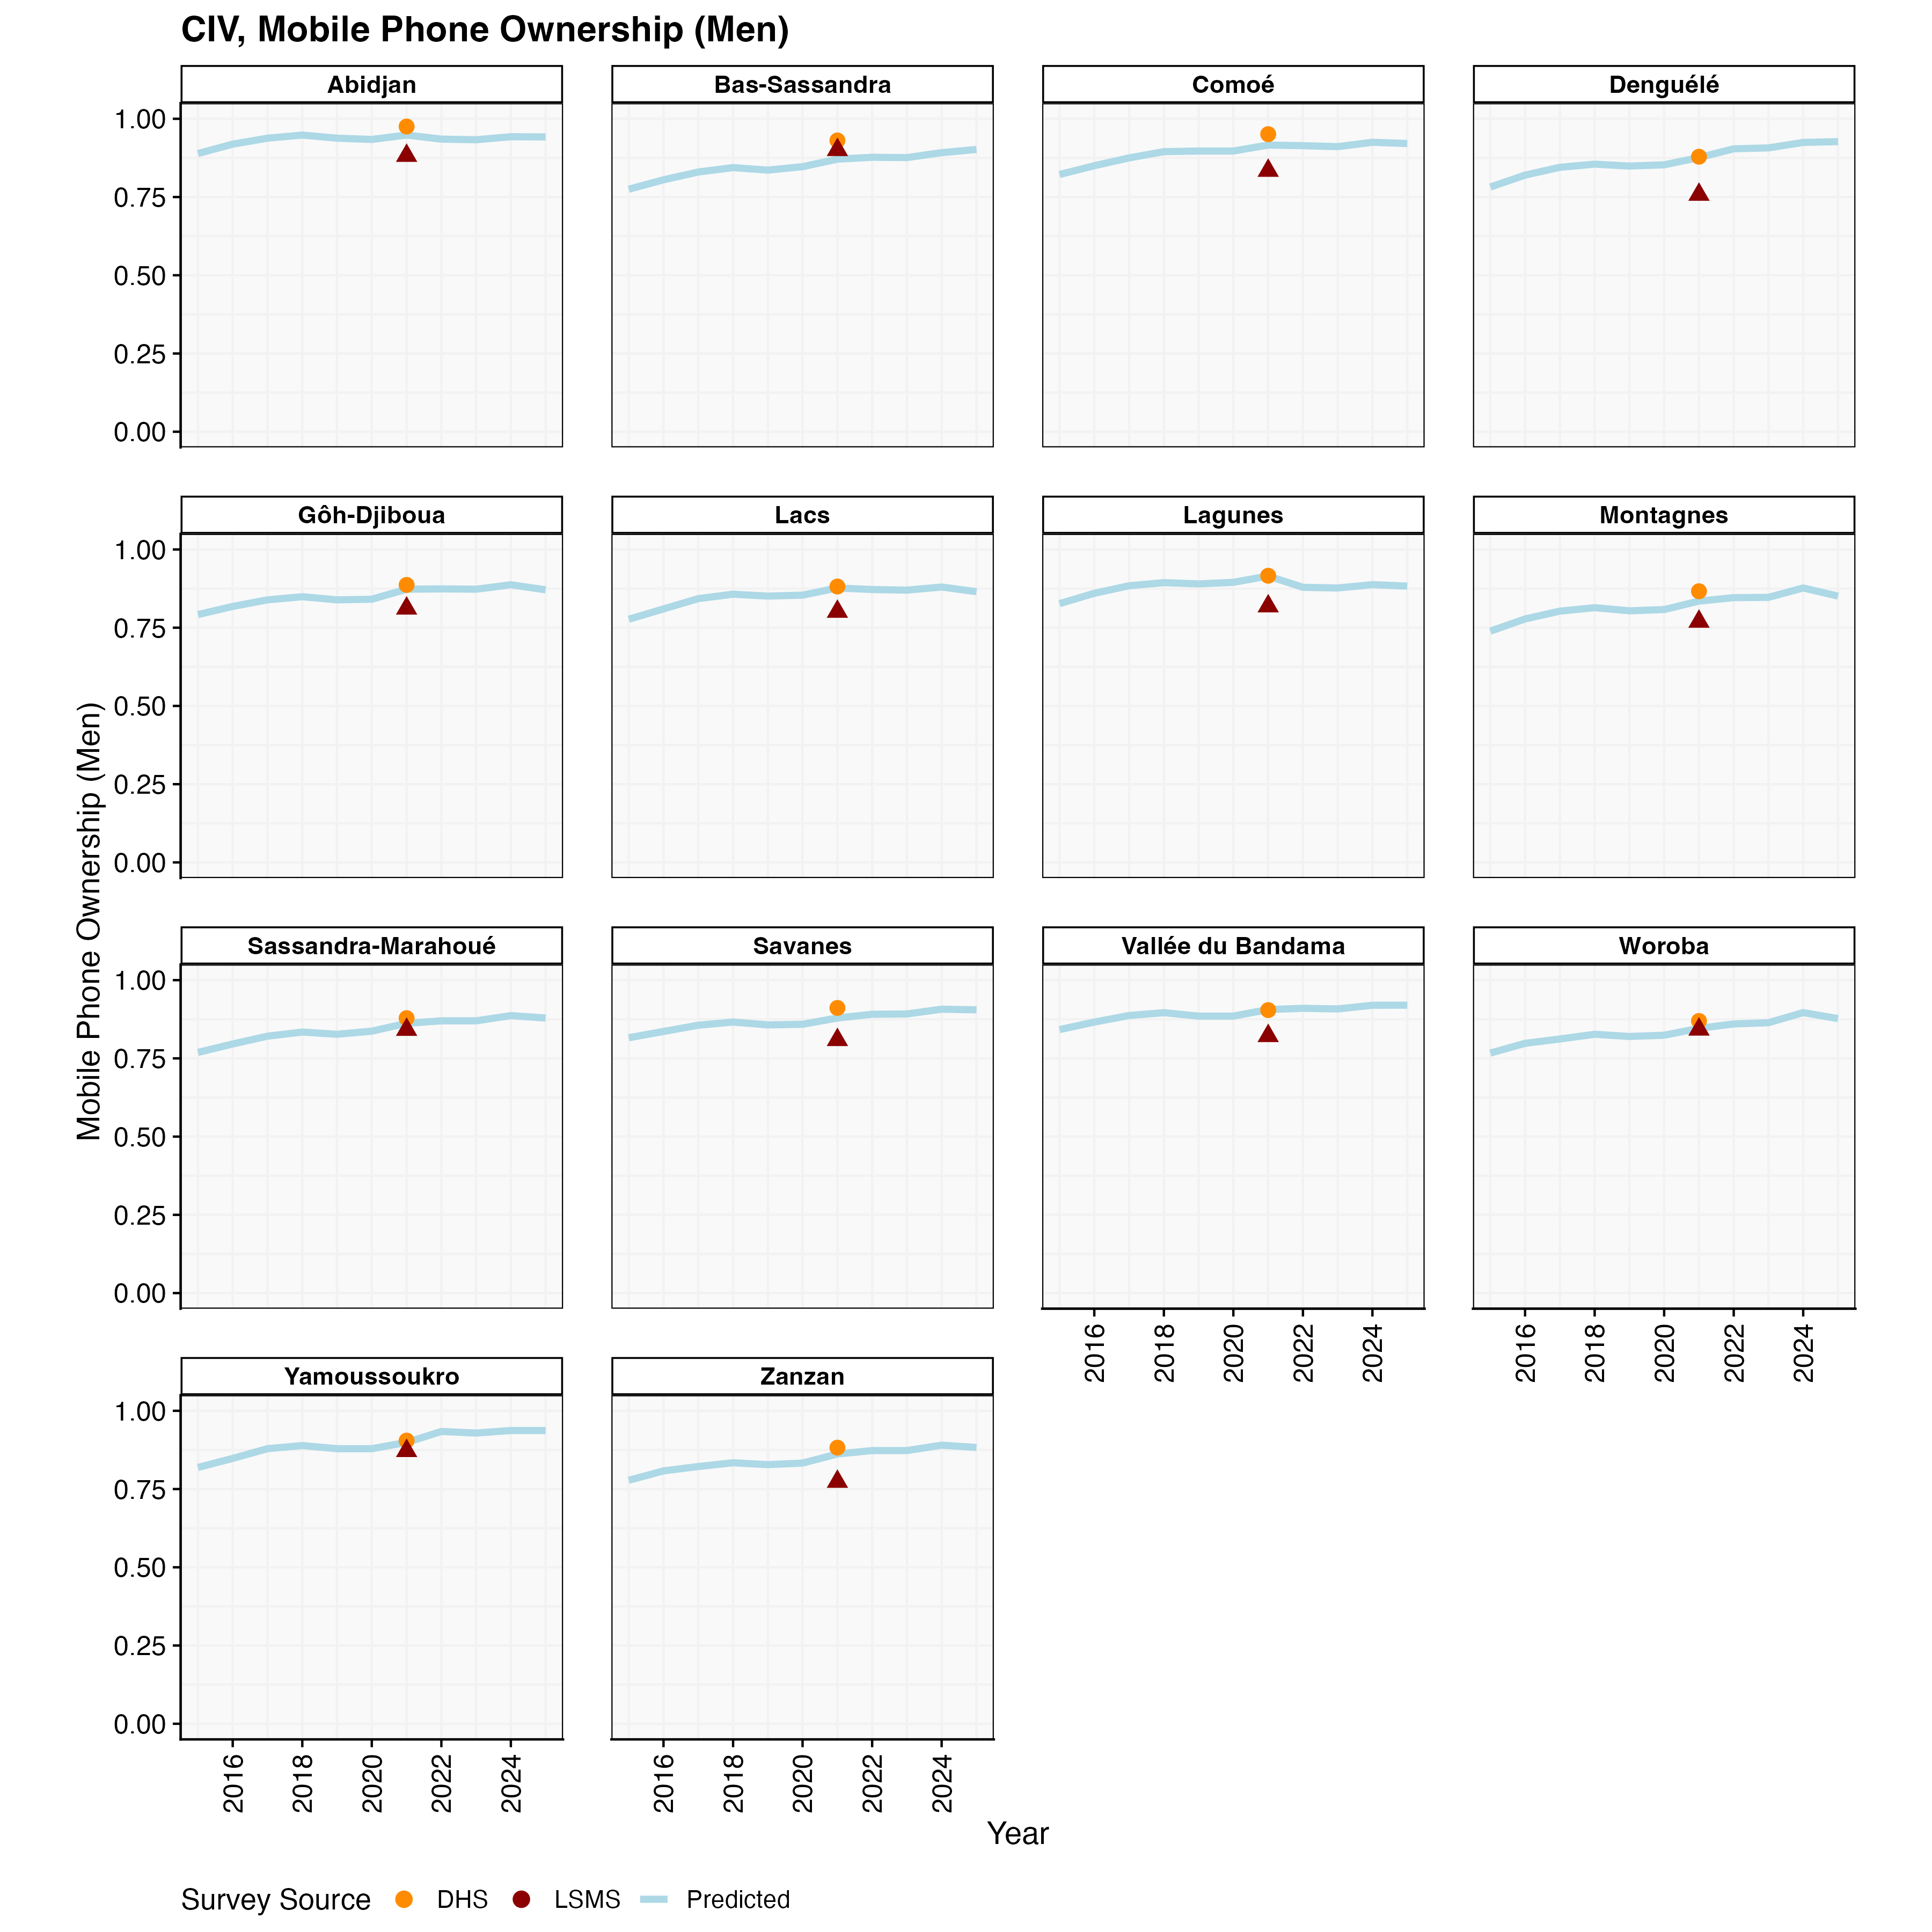 CIV, Mobile Phone Ownership (Men)
Abidjan Bas-Sassandra Comoé Denguélé
1.00
0.75
0.50
0.25
0.00
Gôh-Djiboua Lacs Lagunes Montagnes
1.00
0.75
0.50
0.25
0.00
Mobile Phone Ownership (Men)
Sassandra-Marahoué Savanes Vallée du Bandama Woroba
1.00
0.75
0.50
0.25
0.00
2016 2018 2020 2022 2024 2016 2018 2020 2022 2024
Yamoussoukro Zanzan
1.00
0.75
0.50
0.25
0.00
2016 2018 2020 2022 2024 2016 2018 2020 2022 2024
Year
Survey Source DHS LSMS Predicted